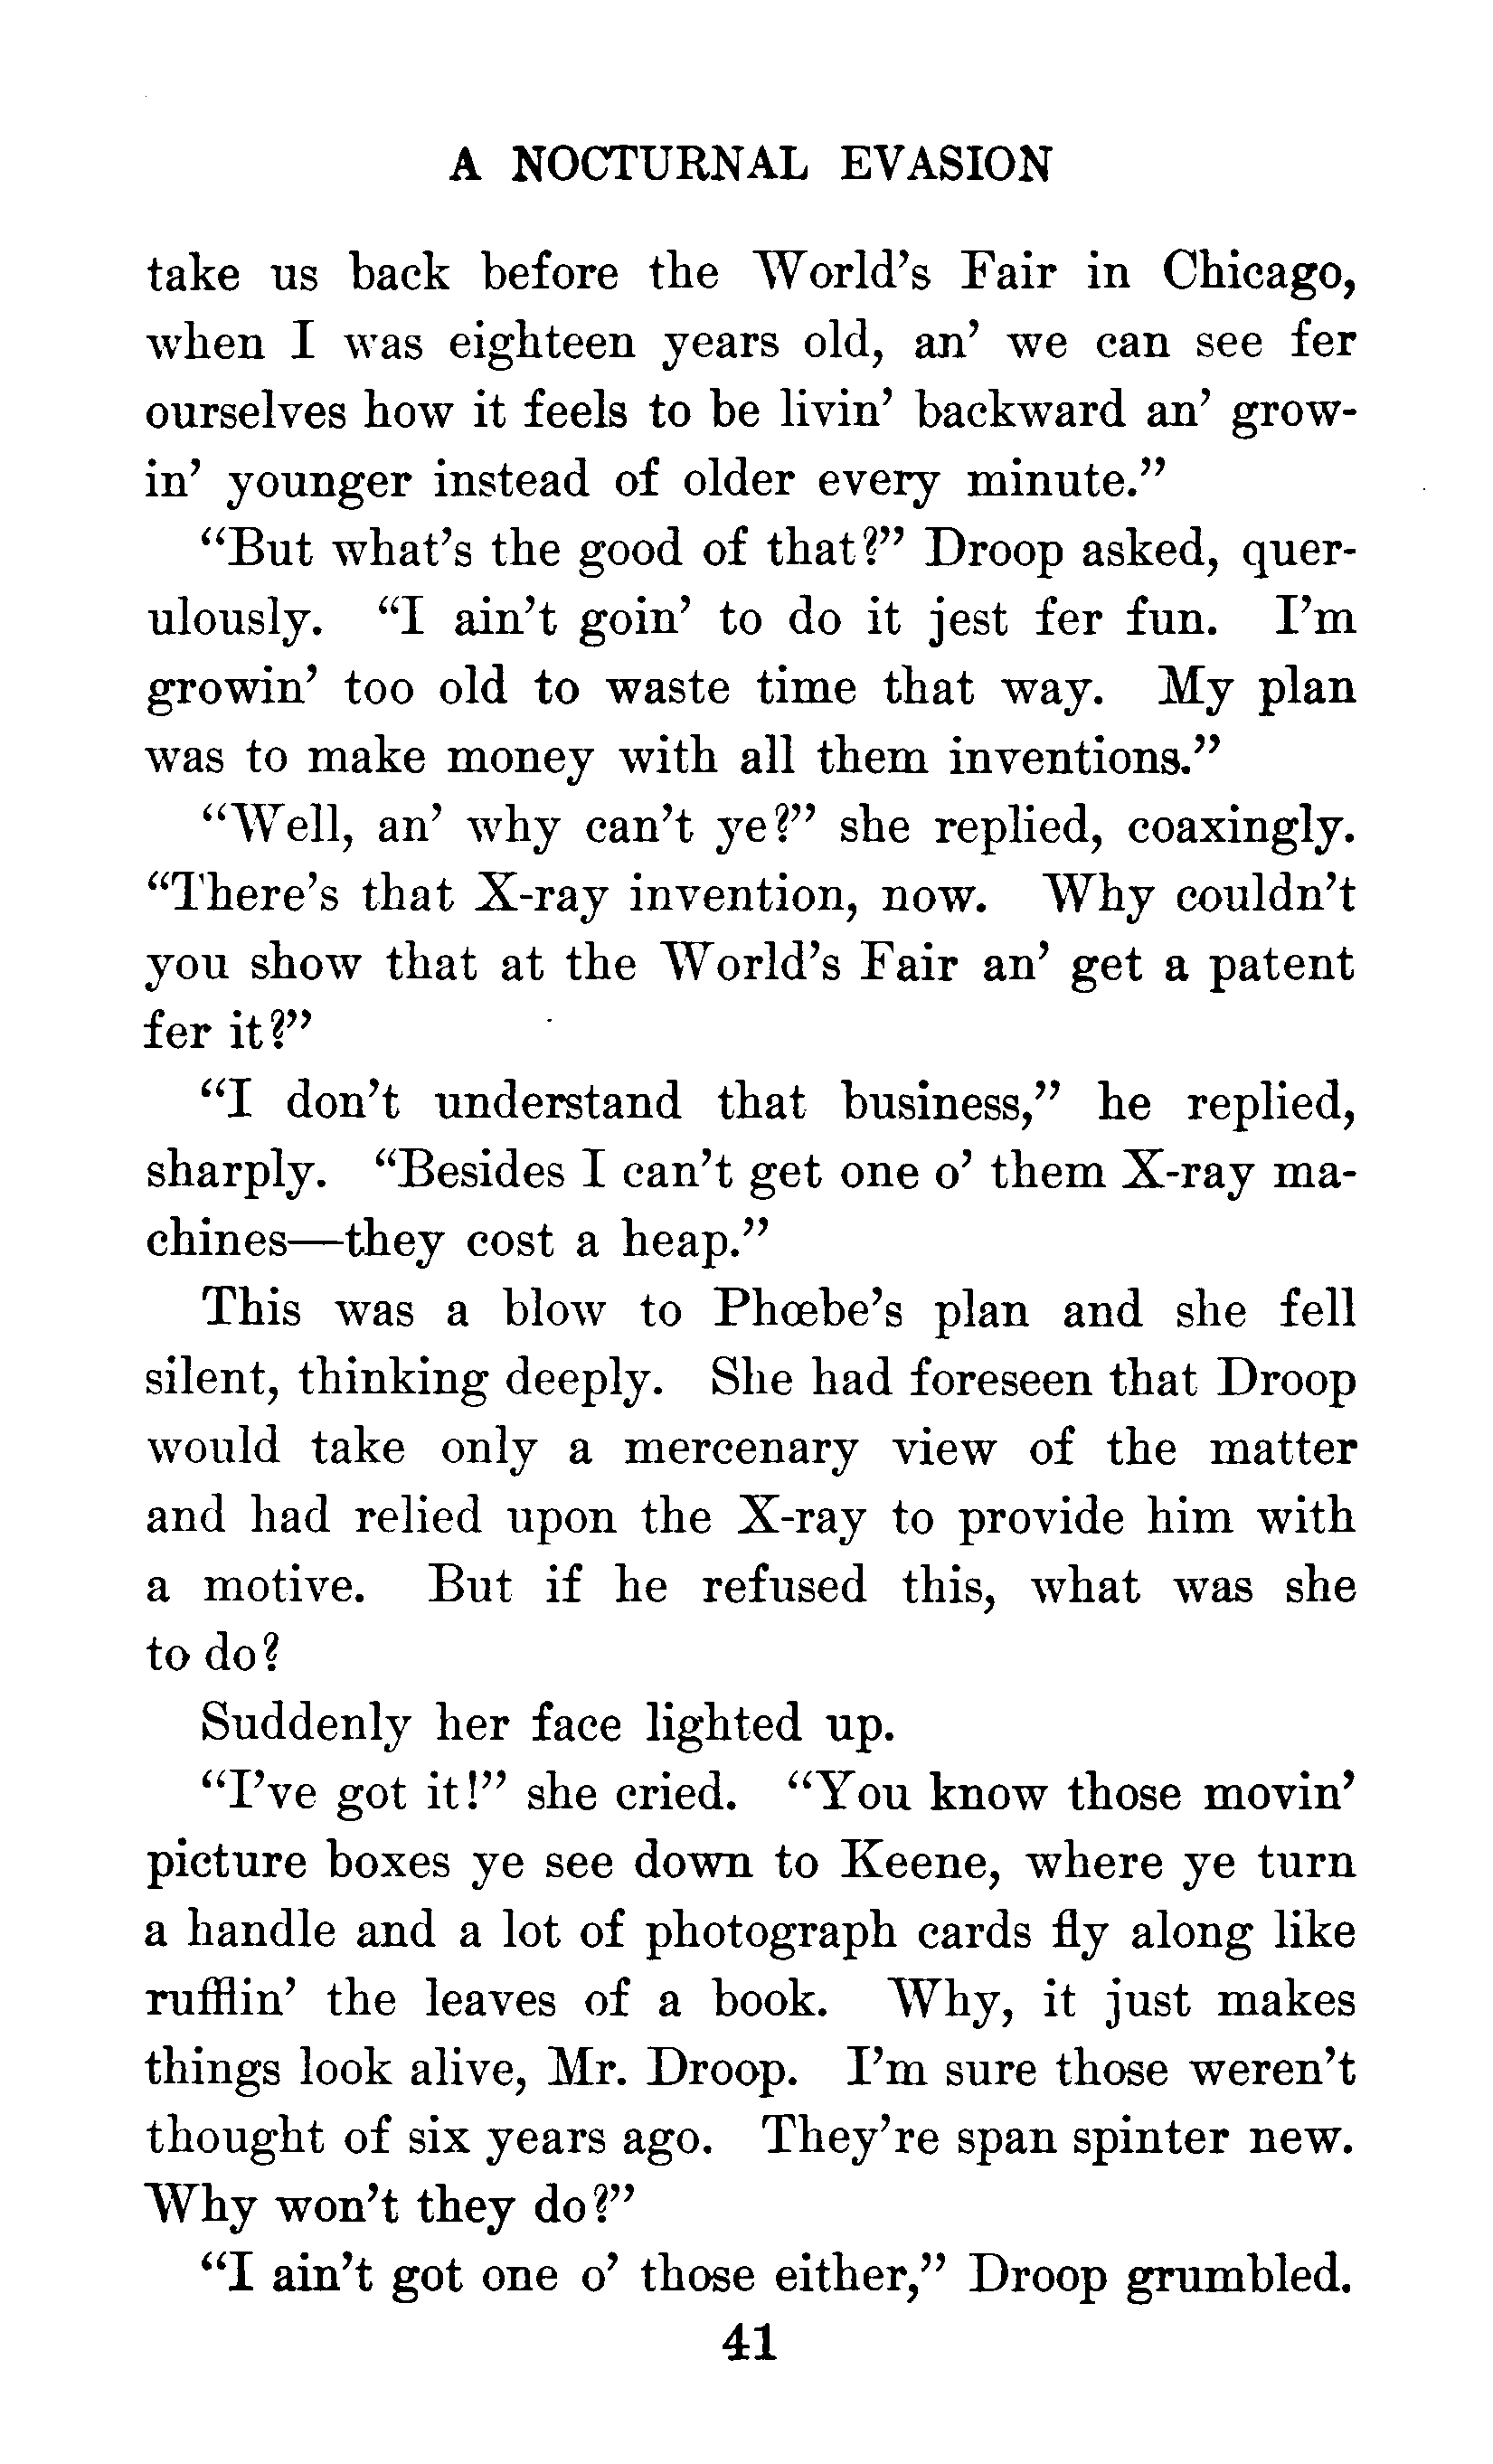 A NOCTURNAL EVASION
take us back before the World's Fair in Chicago,
when I was eighteen years old, an' we can see fer
ourselves how it feels to be livin' backward an' grow-
in' younger instead of older every minute."
"But what's the good of that?" Droop asked, quer-
ulously. "I ain't goin' to do it jest fer fun. I'm
growin' too old to waste time that way. My plan
was to make money with all them inventions."
"Well, an' why can't ye?" she replied, coaxingly.
"There's that X-ray invention, now. Why couldn't
you show that at the World's Fair an' get a patent
fer it?"
"I don't understand that business," he replied,
sharply. "Besides I can't get one o' them X-ray ma-
chines—they cost a heap."
This was a blow to Phœbe's plan and she fell
silent, thinking deeply. She had foreseen that Droop
would take only a mercenary view of the matter
and had relied upon the X-ray to provide him with
a motive. But if he refused this, what was she
to do?
Suddenly her face lighted up.
"I've got it!" she cried. "You know those movin'
picture boxes ye see down to Keene, where ye turn
a handle and a lot of photograph cards fly along like
rufflin' the leaves of a book. Why, it just makes
things look alive, Mr. Droop. I'm sure those weren't
thought of six years ago. They're span spinter new.
Why won't they do?"
"I ain't got one o' those either," Droop grumbled.
41